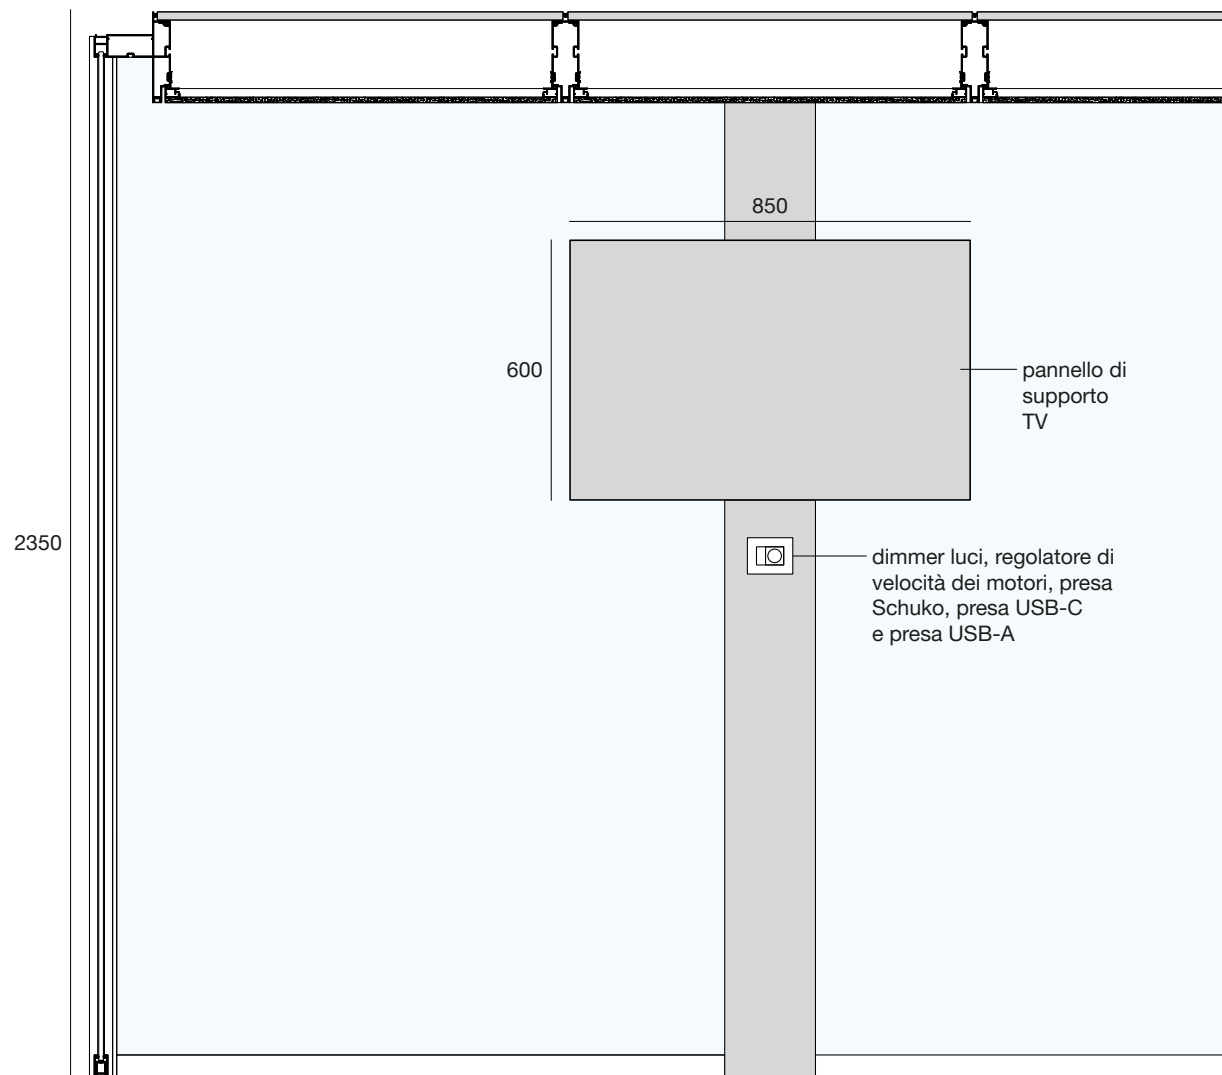 850
600
pannello di
supporto
TV
2350
dimmer luci, regolatore di
velocità dei motori, presa
Schuko, presa USB-C
e presa USB-A